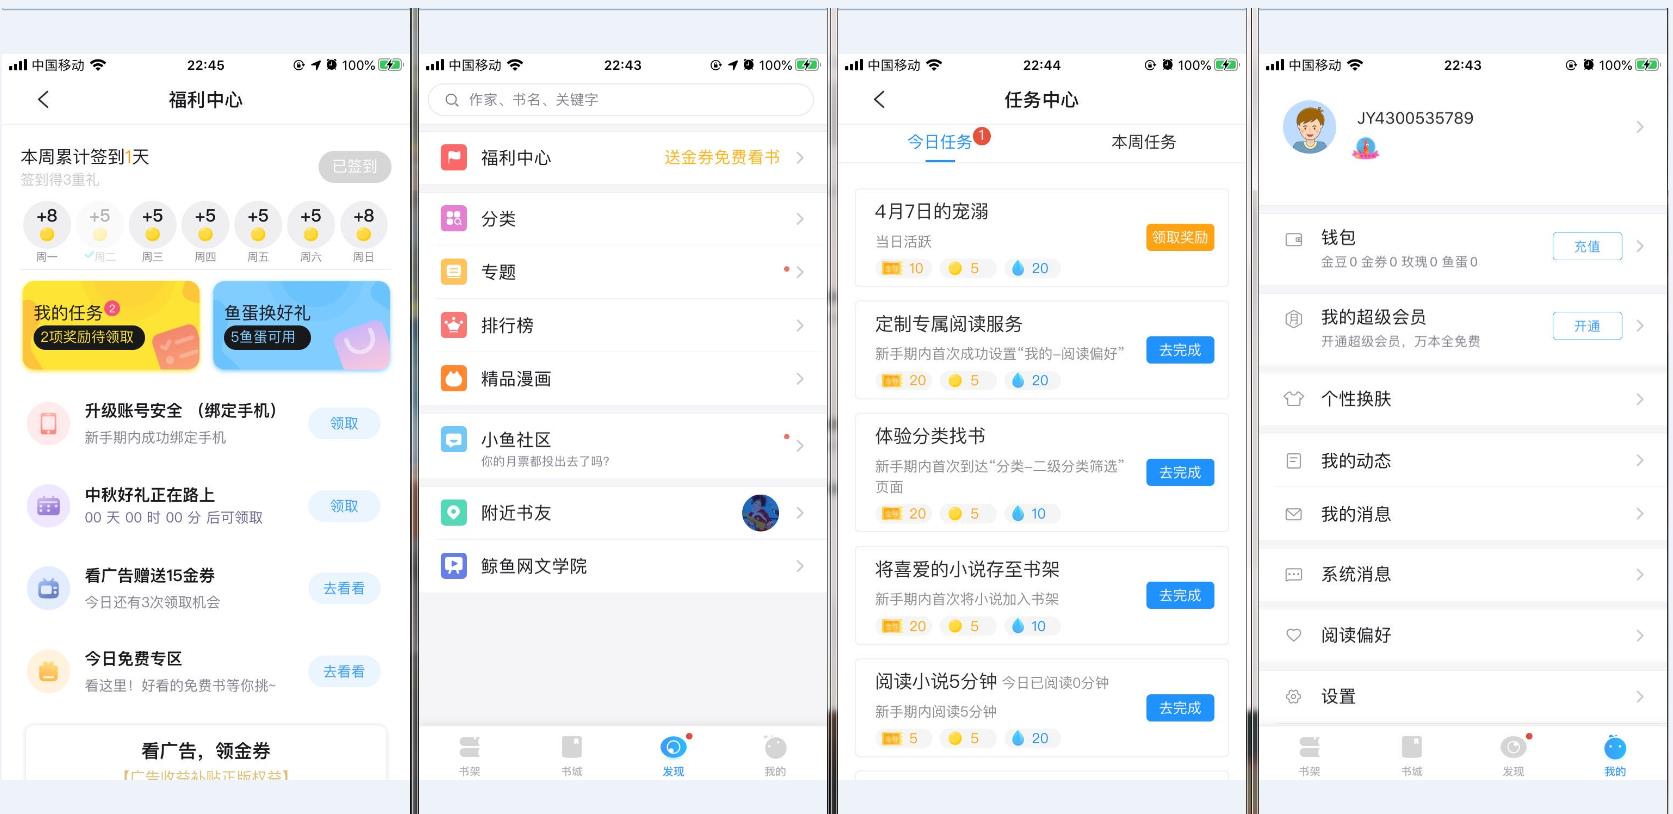 中国移动
22:45
100%
福利中心
本周累计签到1天
签到得3重礼
已签到
+8
+5
+5
+5
+5
+5
+8
周一
周二
周三
周四
周五
周六
周日
我的任务
2
2项奖励待领取
鱼蛋换好礼
5鱼蛋可用
升级账号安全 （绑定手机）
新手期内成功绑定手机
领取
中秋好礼正在路上
00 天 00 时 00 分 后可领取
领取
看广告赠送15金券
今日还有3次领取机会
去看看
今日免费专区
看这里！好看的免费书等你挑~
去看看
看广告，领金券
【广告收益补贴正版权益】
中国移动
22:43
100%
作家、书名、关键字
福利中心
送金券免费看书
分类
专题
排行榜
精品漫画
小鱼社区
你的月票都投出去了吗?
附近书友
鲸鱼网文学院
书架
书城
发现
我的
中国移动
22:44
100%
任务中心
今日任务
1
本周任务
4月7日的宠溺
当日活跃
10
5
20
领取奖励
定制专属阅读服务
新手期内首次成功设置“我的-阅读偏好”
20
5
20
去完成
体验分类找书
新手期内首次到达“分类-二级分类筛选”
页面
20
5
10
去完成
将喜爱的小说存至书架
新手期内首次将小说加入书架
20
5
10
去完成
阅读小说5分钟 今日已阅读0分钟
新手期内阅读5分钟
5
5
20
去完成
中国移动
22:43
100%
JY4300535789
钱包
金豆0 金券0 玫瑰0 鱼蛋0
充值
我的超级会员
开通超级会员，万本全免费
开通
个性换肤
我的动态
我的消息
系统消息
阅读偏好
设置
书架
书城
发现
我的